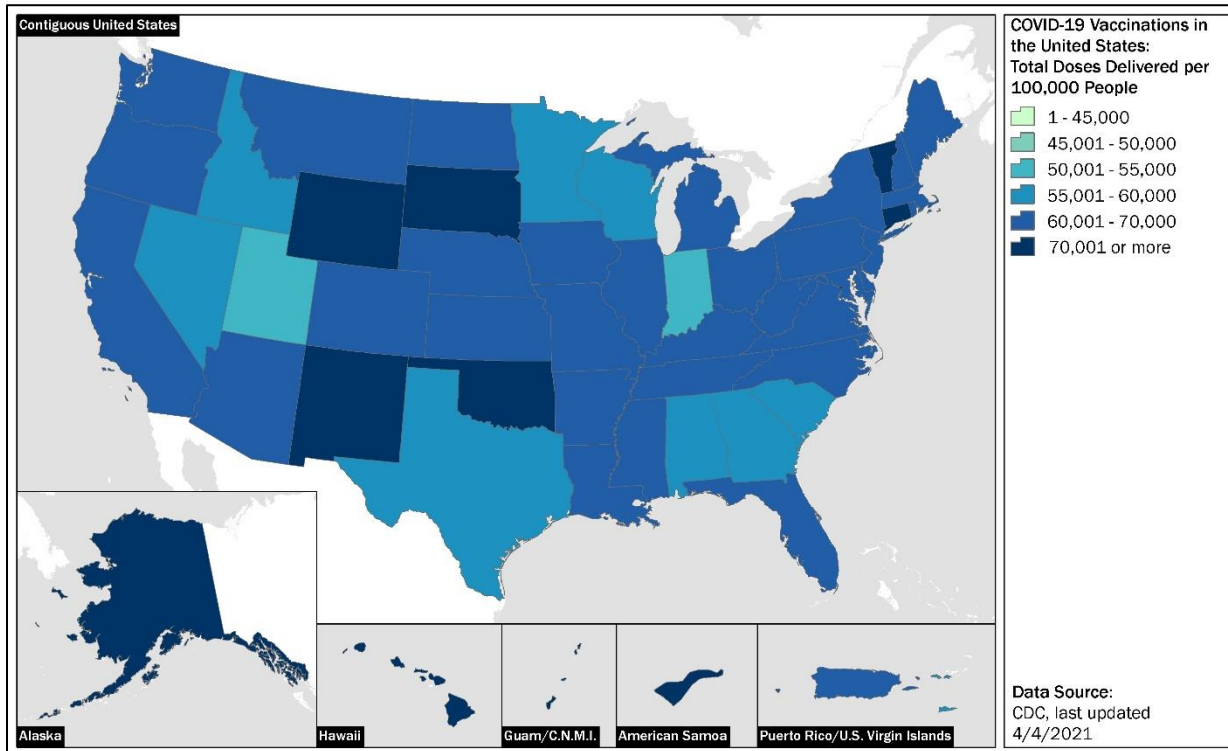 Contiguous United States
COVID-19 Vaccinations in
the United States:
Total Doses Delivered per
100,000 People
1 - 45,000
45,001 - 50,000
50,001 - 55,000
55,001 - 60,000
60,001 - 70,000
70,001 or more
Alaska
Hawaii
Guam/C.N.M.I.
American Samoa
Puerto Rico/U.S. Virgin Islands
Data Source:
CDC, last updated
4/4/2021